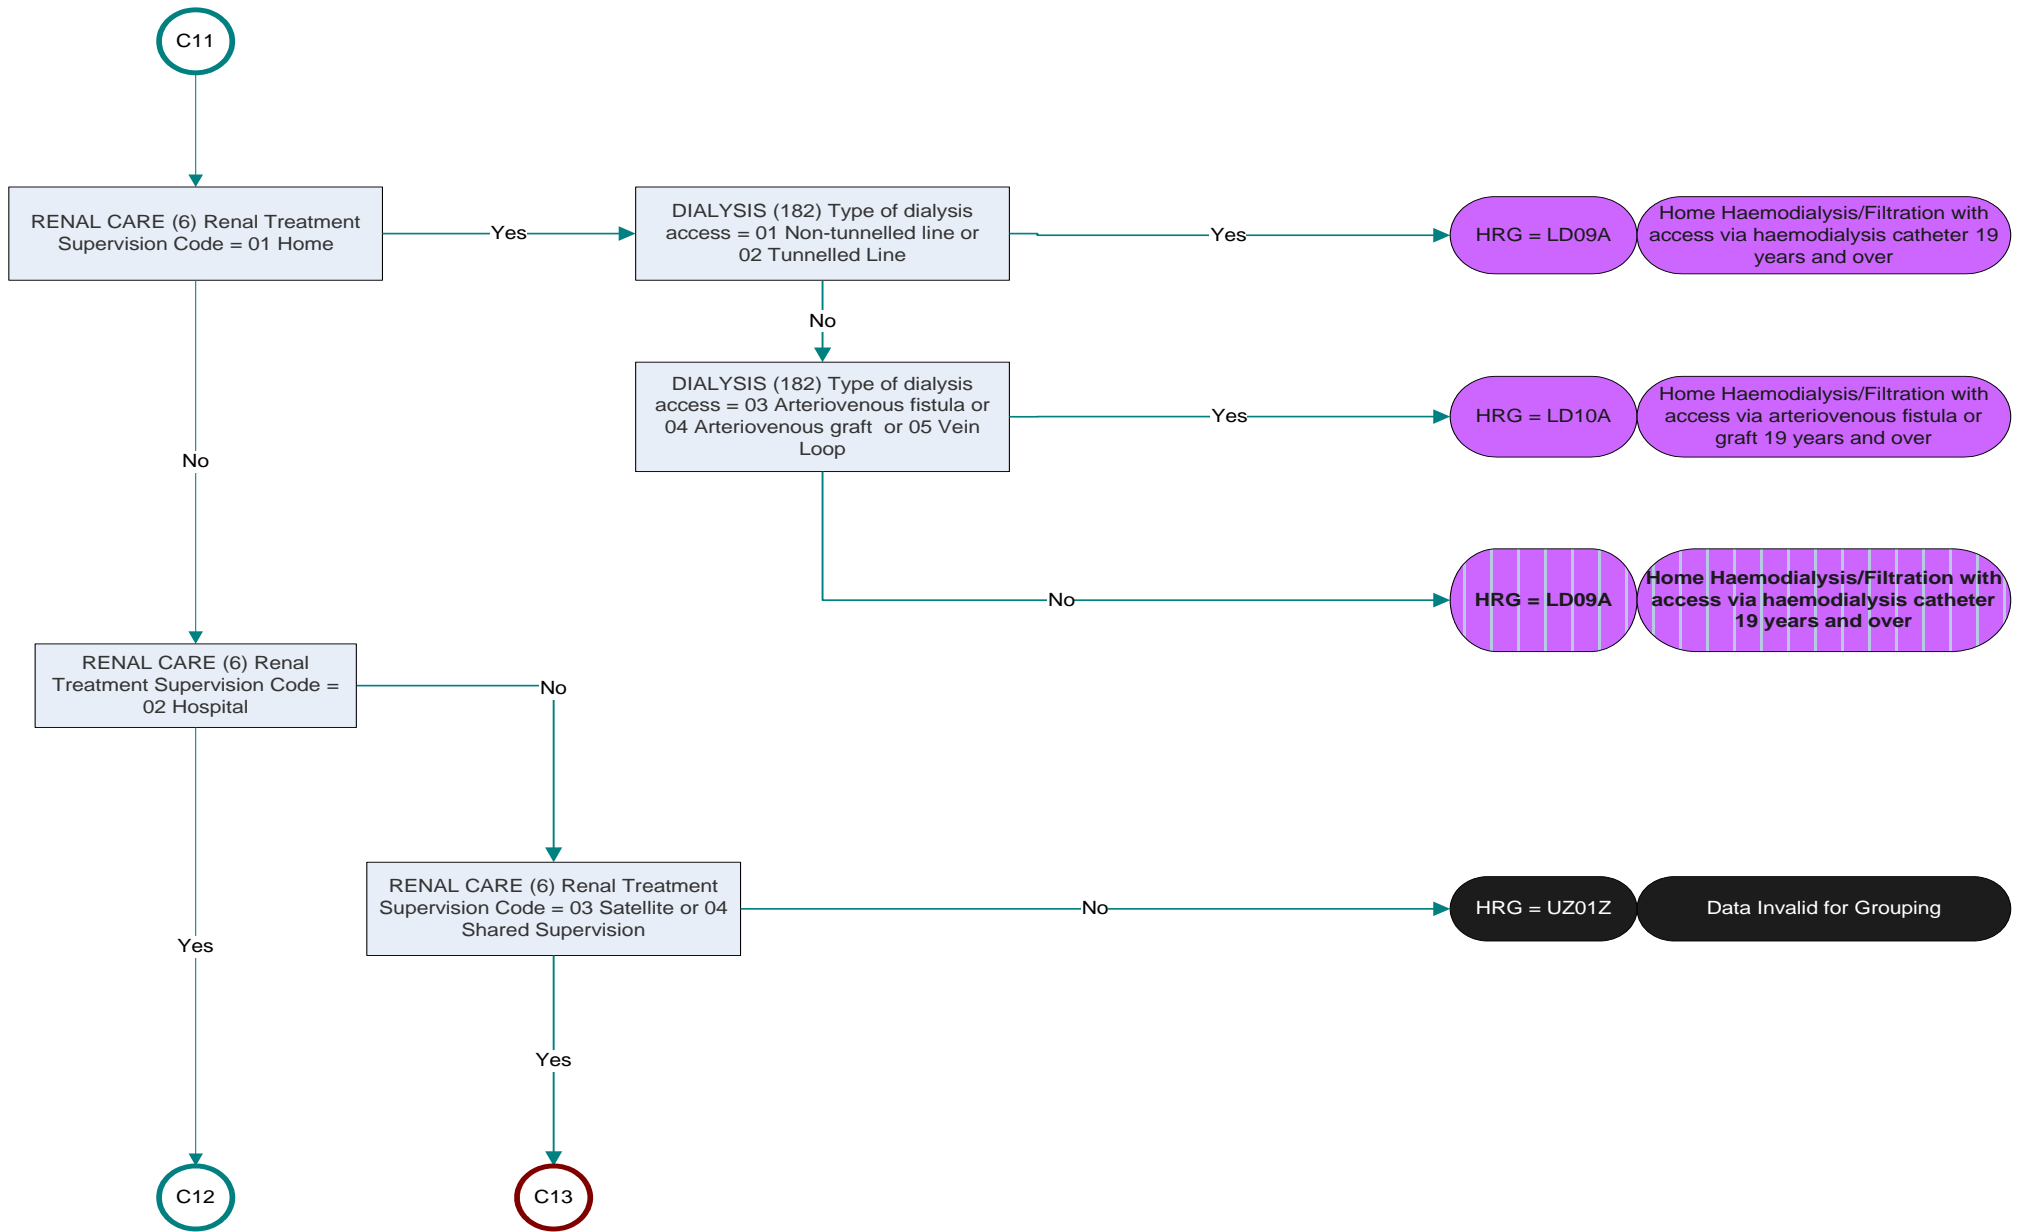 C11
RENAL CARE (6) Renal Treatment
Supervision Code = 01 Home
Yes
DIALYSIS (182) Type of dialysis
access = 01 Non-tunnelled line or
02 Tunnelled Line
Yes
HRG = LD09A
Home Haemodialysis/Filtration with
access via haemodialysis catheter 19
years and over
No
DIALYSIS (182) Type of dialysis
access = 03 Arteriovenous fistula or
04 Arteriovenous graft  or 05 Vein
Loop
Yes
HRG = LD10A
Home Haemodialysis/Filtration with
access via arteriovenous fistula or
graft 19 years and over
No
No
HRG = LD09A
Home Haemodialysis/Filtration with
access via haemodialysis catheter
19 years and over
RENAL CARE (6) Renal
Treatment Supervision Code =
02 Hospital
No
RENAL CARE (6) Renal Treatment
Supervision Code = 03 Satellite or 04
Shared Supervision
No
HRG = UZ01Z
Data Invalid for Grouping
Yes
Yes
C12
C13